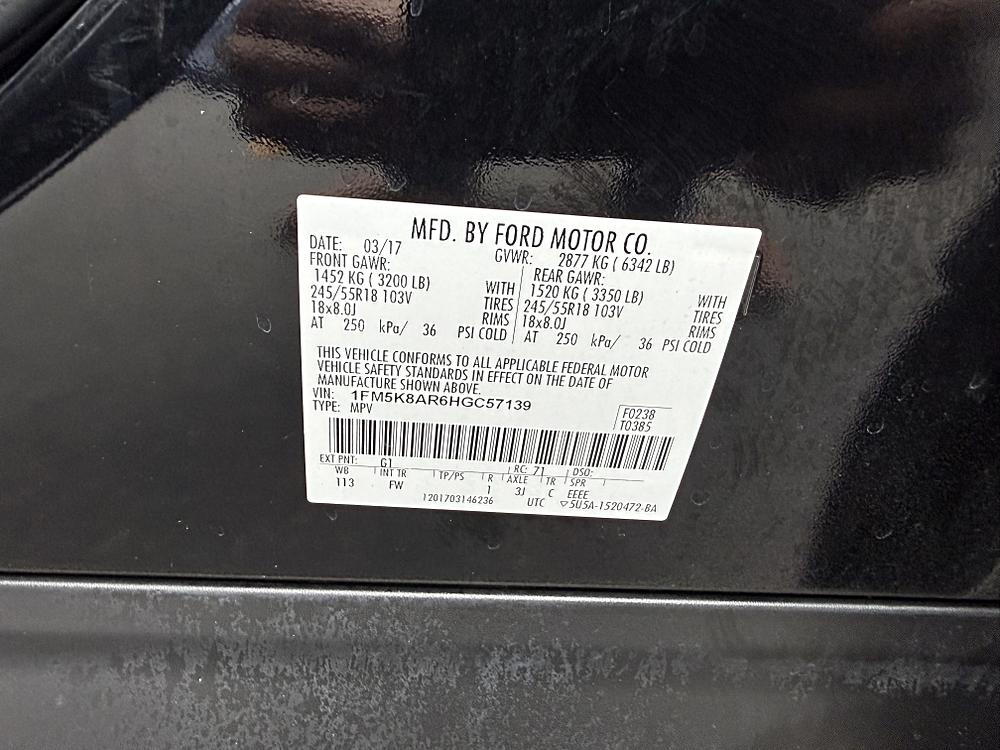 MFD. BY FORD MOTOR CO.
DATE: 03/17 GVWR: 2877 KG ( 6342 LB)
FRONT GAWR: REAR GAWR:
1452 KG ( 3200 LB) WITH 1520 KG ( 3350 LB) WITH
245/55R18 103V TIRES 245/55R18 103V TIRES
18x8.0J RIMS 18x8.0J RIMS
AT 250 kPa/ 36 PSI COLD AT 250 kPa/ 36 PSI COLD
THIS VEHICLE CONFORMS TO ALL APPLICABLE FEDERAL MOTOR
VEHICLE SAFETY STANDARDS IN EFFECT ON THE DATE OF
MANUFACTURE SHOWN ABOVE.
VIN: 1FM5K8AR6HGC57139
TYPE: MPV
F0238
T0385
EXT PNT: G1 RC: 71 DSO:
WB INT TR TP/PS R AXLE TR SPR
113 FW 1 3J C EEEE
1201703146236 UTC ▽5U5A-1520472-BA